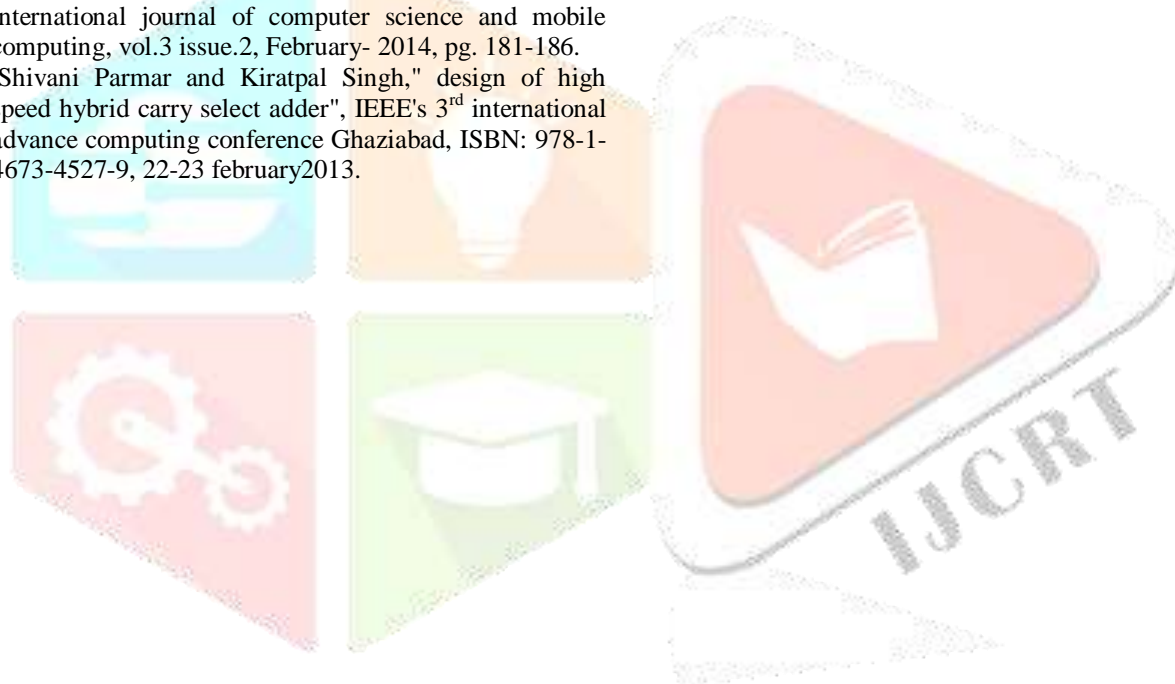 nternational journal of computer science and mobile
computing, vol.3 issue.2, February- 2014, pg. 181-186.
Shivani Parmar and Kiratpal Singh," design of high
peed hybrid carry select adder", IEEE's 3rd international
advance computing conference Ghaziabad, ISBN: 978-1-
4673-4527-9, 22-23 february2013.
IJCRT